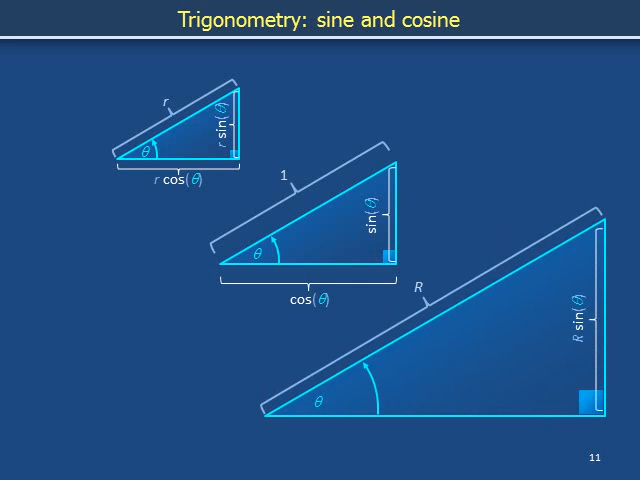 Trigonometry: sine and cosine
r
r sin(θ)
θ
r cos(θ)
1
sin(θ)
θ
cos(θ)
R
R sin(θ)
θ
11